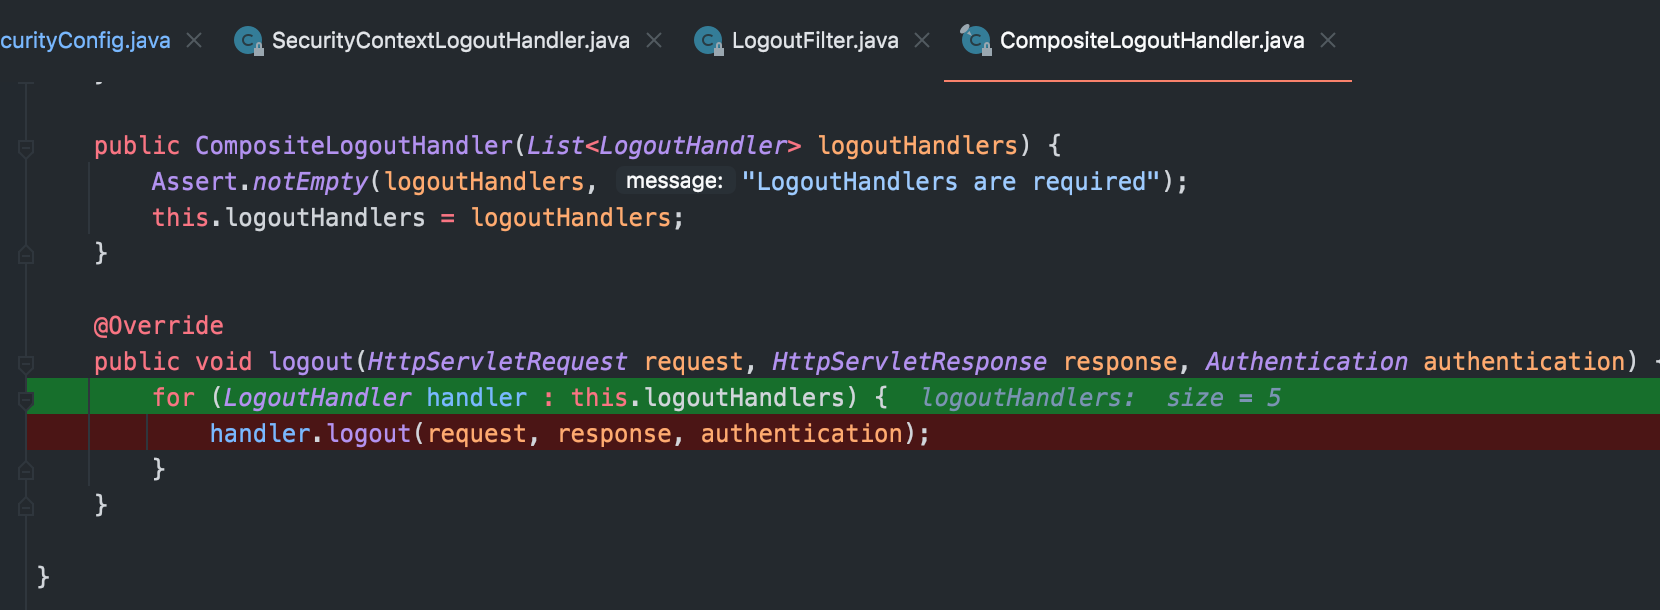 curityConfig.java SecurityContextLogoutHandler.java LogoutFilter.java CompositeLogoutHandler.java
}
public CompositeLogoutHandler(List<LogoutHandler> logoutHandlers) {
Assert.notEmpty(logoutHandlers, message: "LogoutHandlers are required");
this.logoutHandlers = logoutHandlers;
}
@Override
public void logout(HttpServletRequest request, HttpServletResponse response, Authentication authentication) {
for (LogoutHandler handler : this.logoutHandlers) { logoutHandlers: size = 5
handler.logout(request, response, authentication);
}
}
}